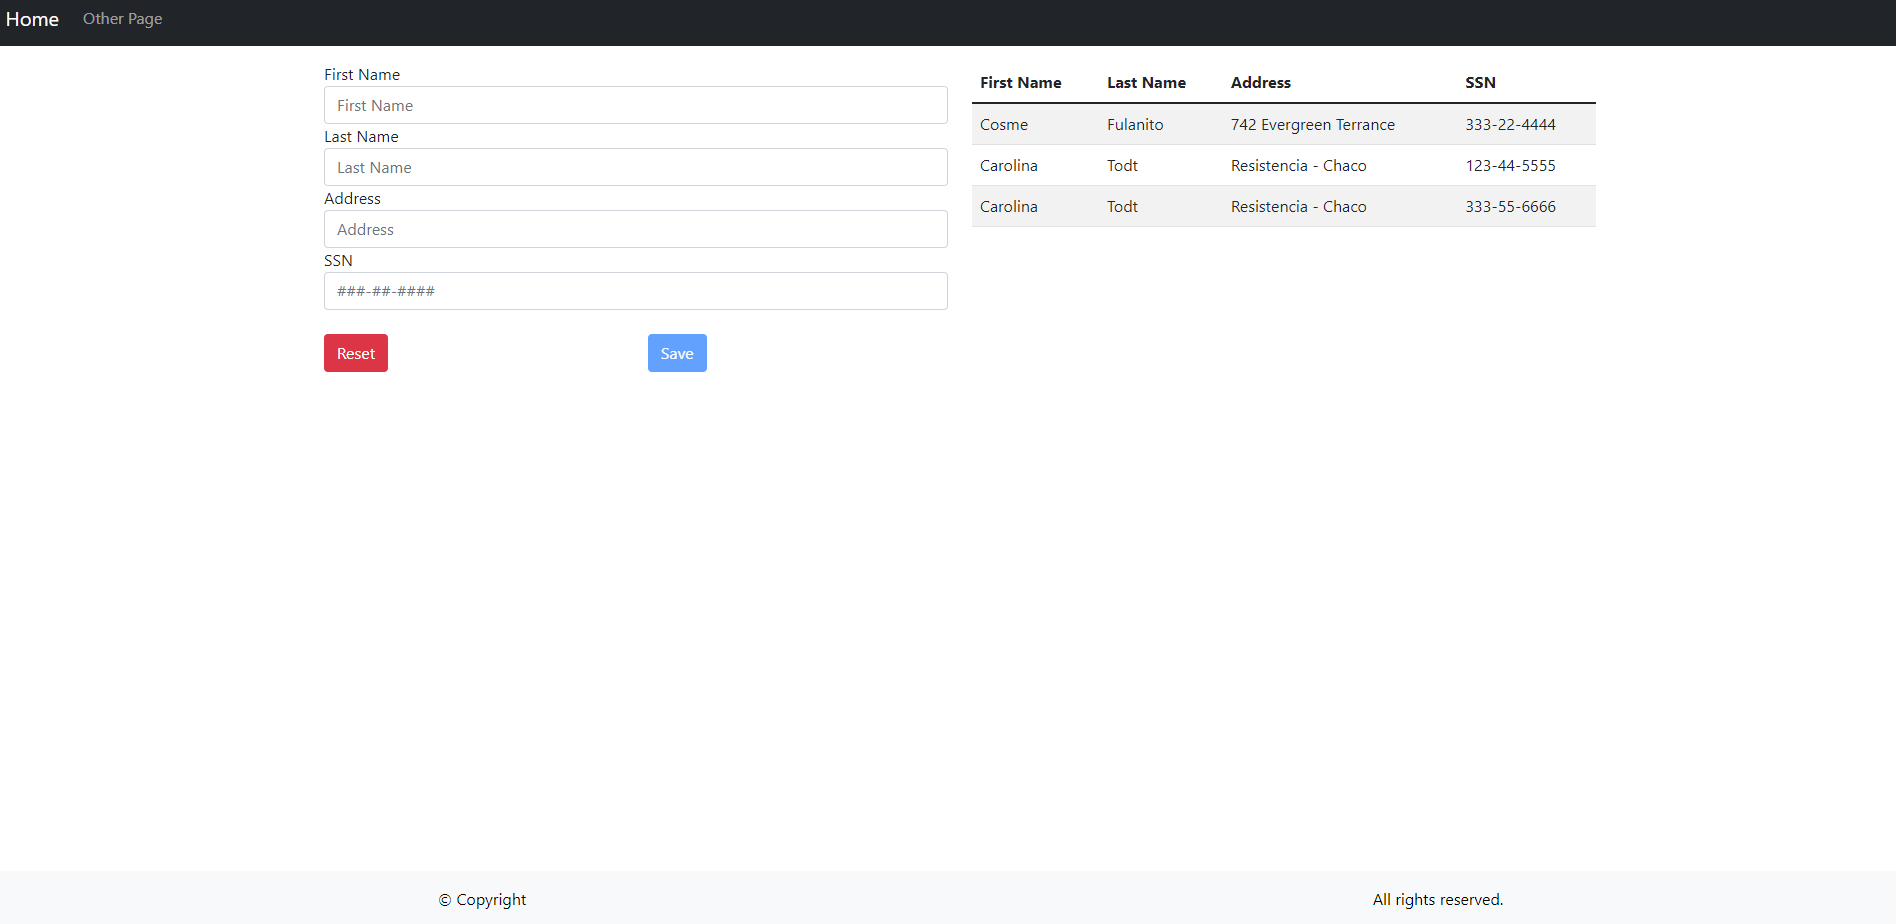 Home Other Page
First Name
First Name
Last Name
Last Name
Address
Address
SSN
###-##-####
Reset Save
First Name Last Name Address SSN
Cosme Fulanito 742 Evergreen Terrance 333-22-4444
Carolina Todt Resistencia - Chaco 123-44-5555
Carolina Todt Resistencia - Chaco 333-55-6666
© Copyright All rights reserved.